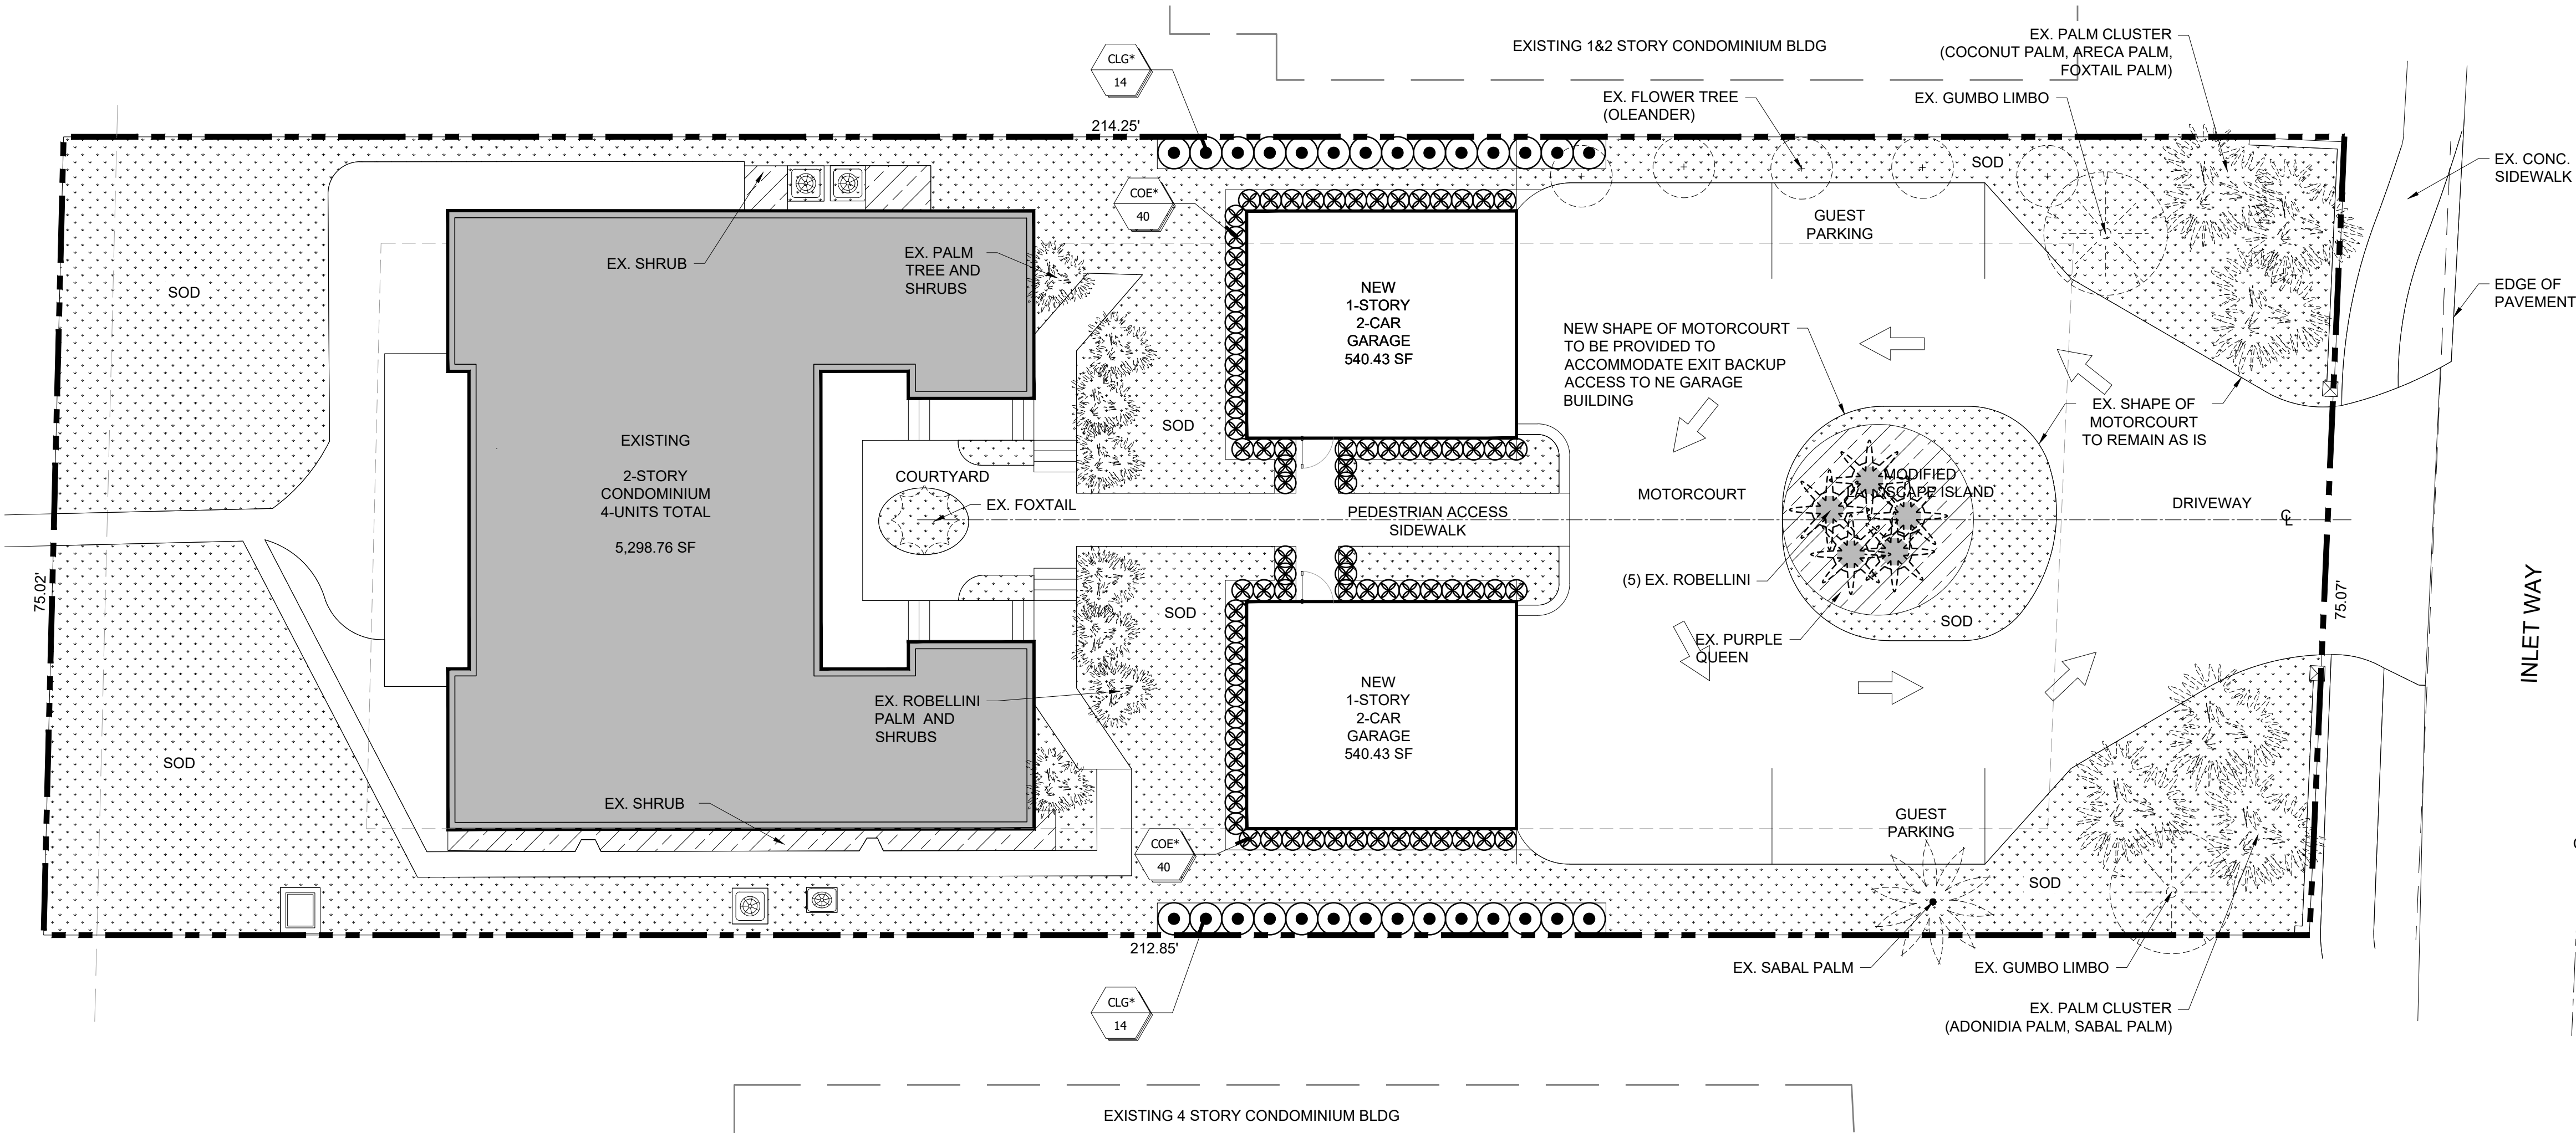 EXISTING 1&2 STORY CONDOMINIUM BLDG
EX. PALM CLUSTER
(COCONUT PALM, ARECA PALM,
FOXTAIL PALM)
CLG*
14
EX. FLOWER TREE
(OLEANDER)
EX. GUMBO LIMBO
214.25'
EX. CONC.
SIDEWALK
SOD
COE*
40
GUEST
PARKING
EX. SHRUB
EX. PALM
TREE AND
SHRUBS
SOD
NEW
1-STORY
2-CAR
GARAGE
540.43 SF
EDGE OF
PAVEMENT
NEW SHAPE OF MOTORCOURT
TO BE PROVIDED TO
ACCOMMODATE EXIT BACKUP
ACCESS TO NE GARAGE
BUILDING
EX. SHAPE OF
MOTORCOURT
TO REMAIN AS IS
SOD
EXISTING
2-STORY
CONDOMINIUM
4-UNITS TOTAL
5,298.76 SF
COURTYARD
EX. FOXTAIL
MODIFIED
LANDSCAPE ISLAND
MOTORCOURT
DRIVEWAY
CL
PEDESTRIAN ACCESS
SIDEWALK
(5) EX. ROBELLINI
75.02'
75.07'
INLET WAY
SOD
SOD
EX. PURPLE
QUEEN
EX. ROBELLINI
PALM AND
SHRUBS
NEW
1-STORY
2-CAR
GARAGE
540.43 SF
SOD
EX. SHRUB
GUEST
PARKING
COE*
40
SOD
212.85'
EX. SABAL PALM
EX. GUMBO LIMBO
CLG*
14
EX. PALM CLUSTER
(ADONIDIA PALM, SABAL PALM)
EXISTING 4 STORY CONDOMINIUM BLDG